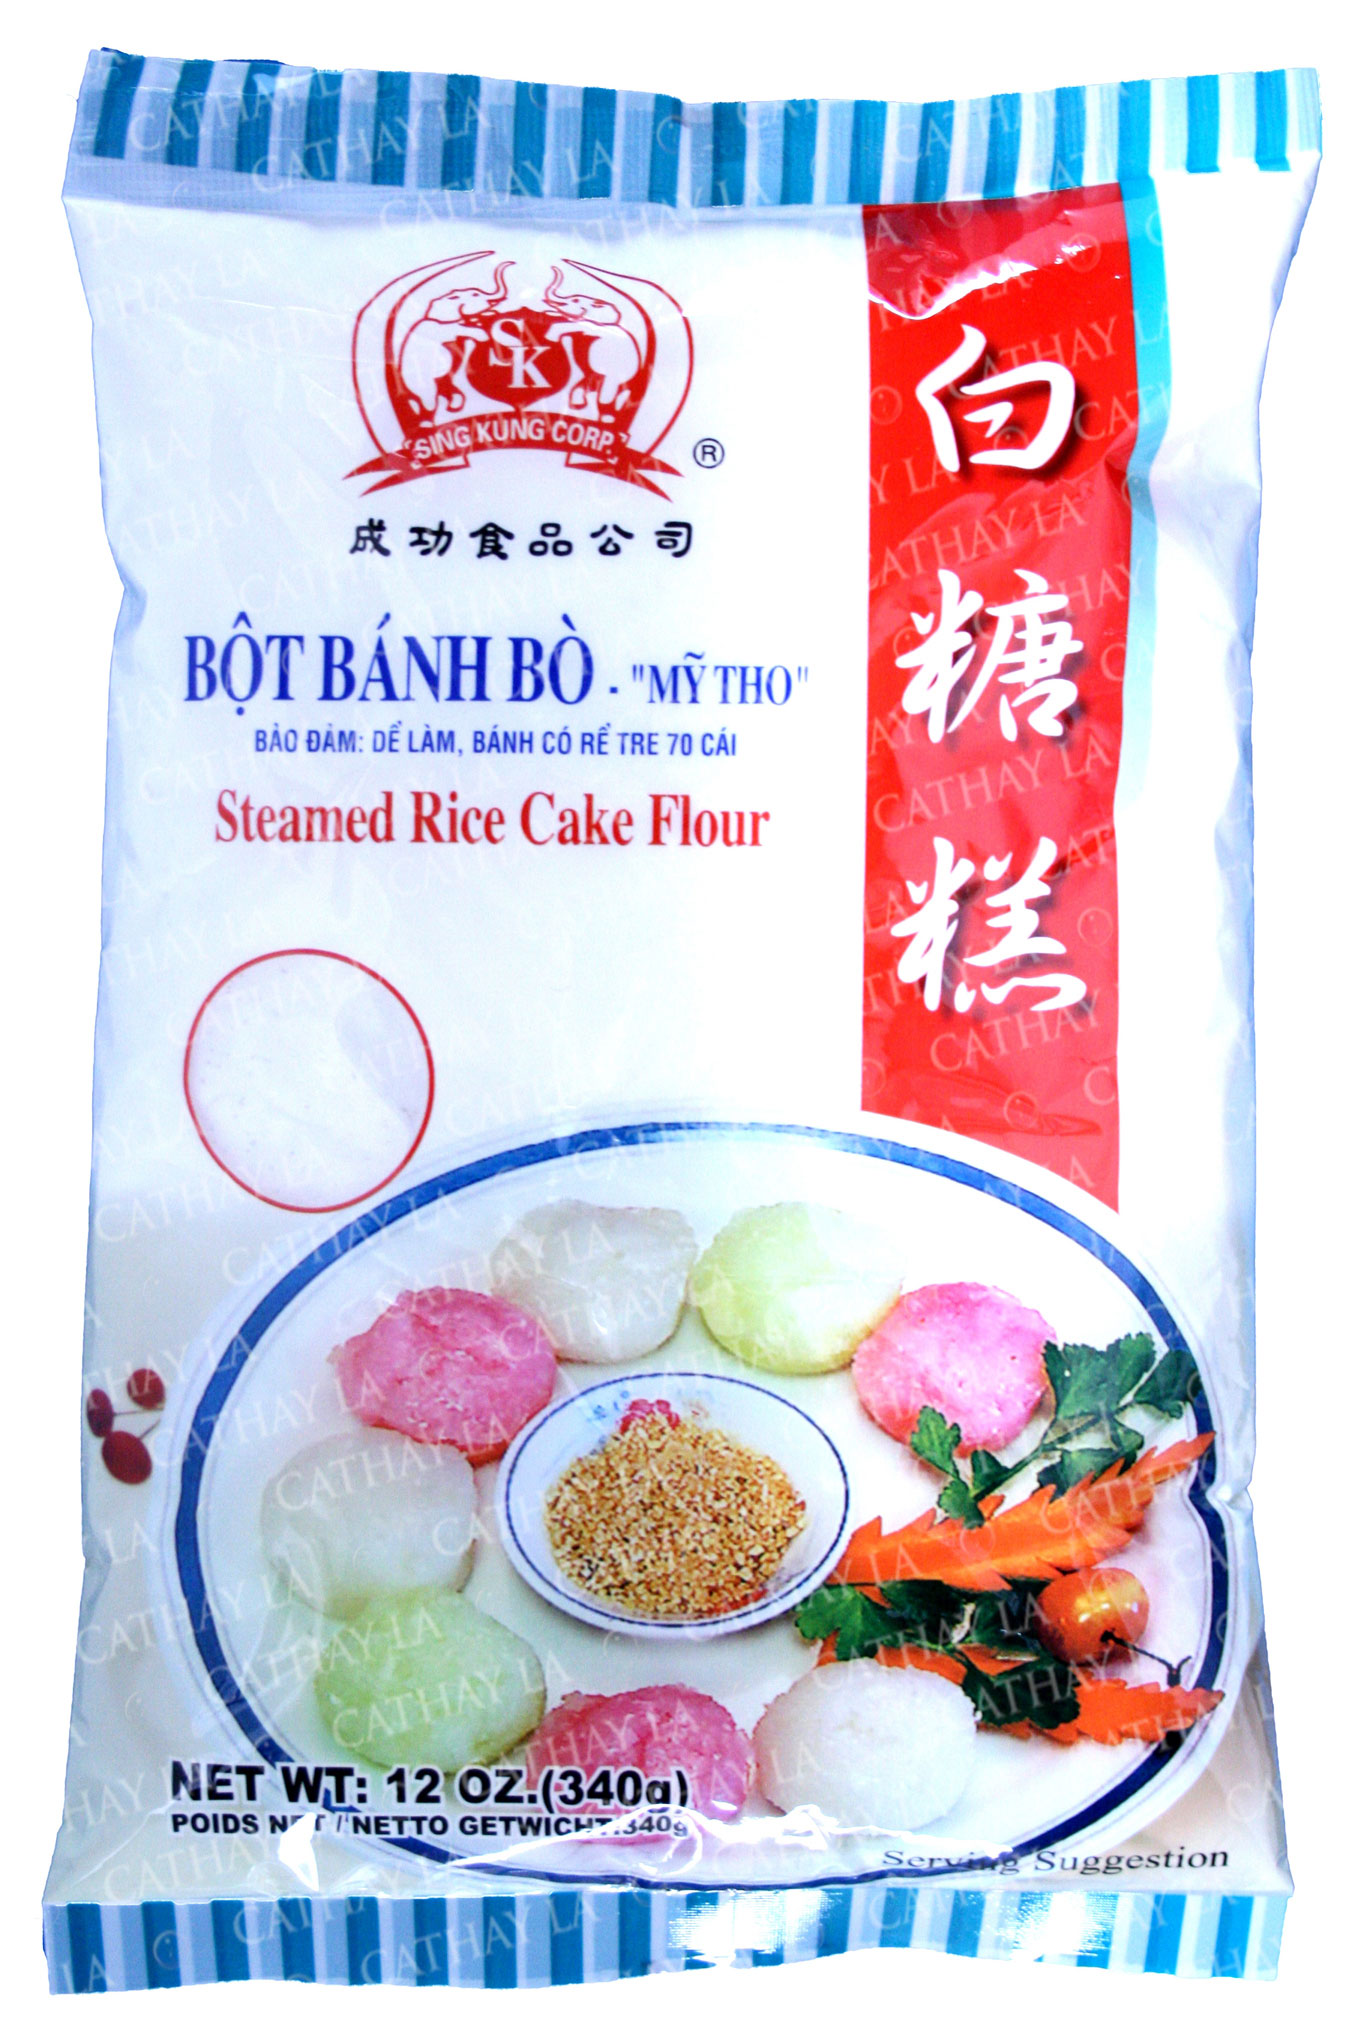 SK
SING KUNG CORP.
®
成功食品公司
白糖糕
BỘT BÁNH BÒ - "MỸ THO"
BÀO ĐÀM: DỂ LÀM, BÁNH CÓ RỂ TRE 70 CÁI
Steamed Rice Cake Flour
NET WT: 12 OZ.(340g)
POIDS NET / NETTO GETWICHT:340g
Serving Suggestion
CATHAY LA